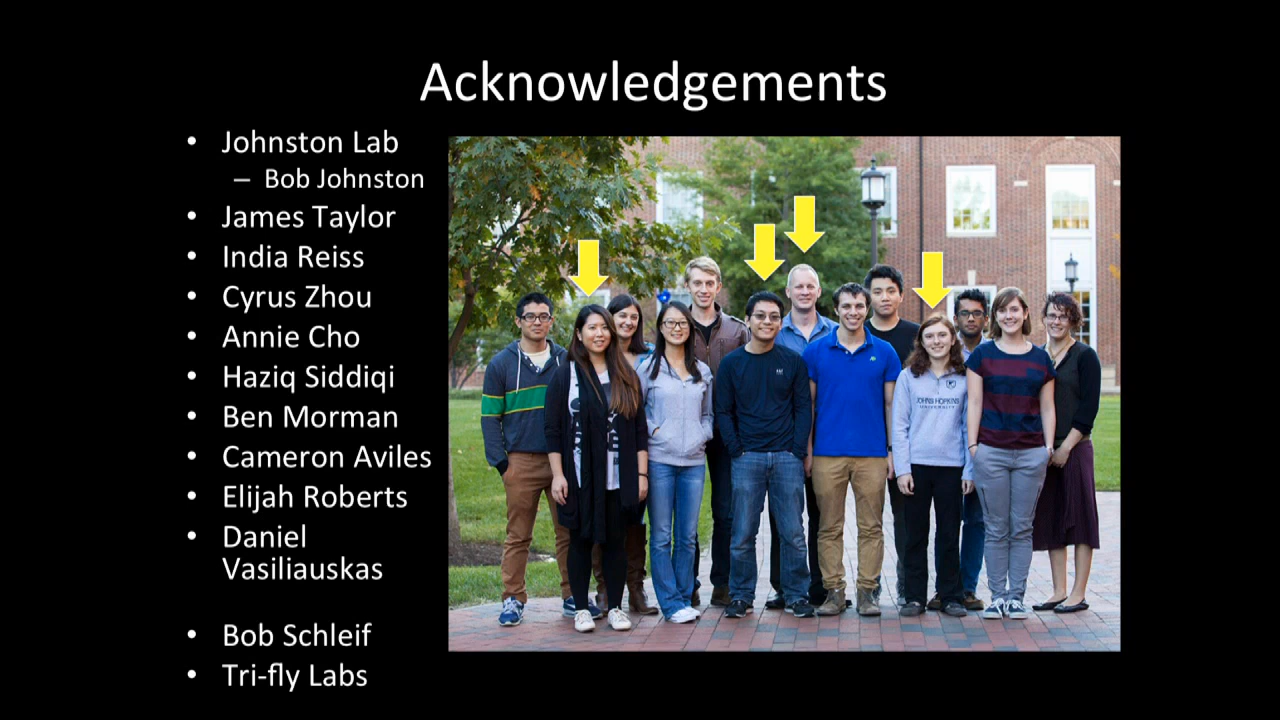 Acknowledgements
• Johnston Lab
– Bob Johnston
• James Taylor
• India Reiss
• Cyrus Zhou
• Annie Cho
• Haziq Siddiqi
• Ben Morman
• Cameron Aviles
• Elijah Roberts
• Daniel
Vasiliauskas
• Bob Schleif
• Tri-fly Labs
JOHNS HOPKINS
UNIVERSITY